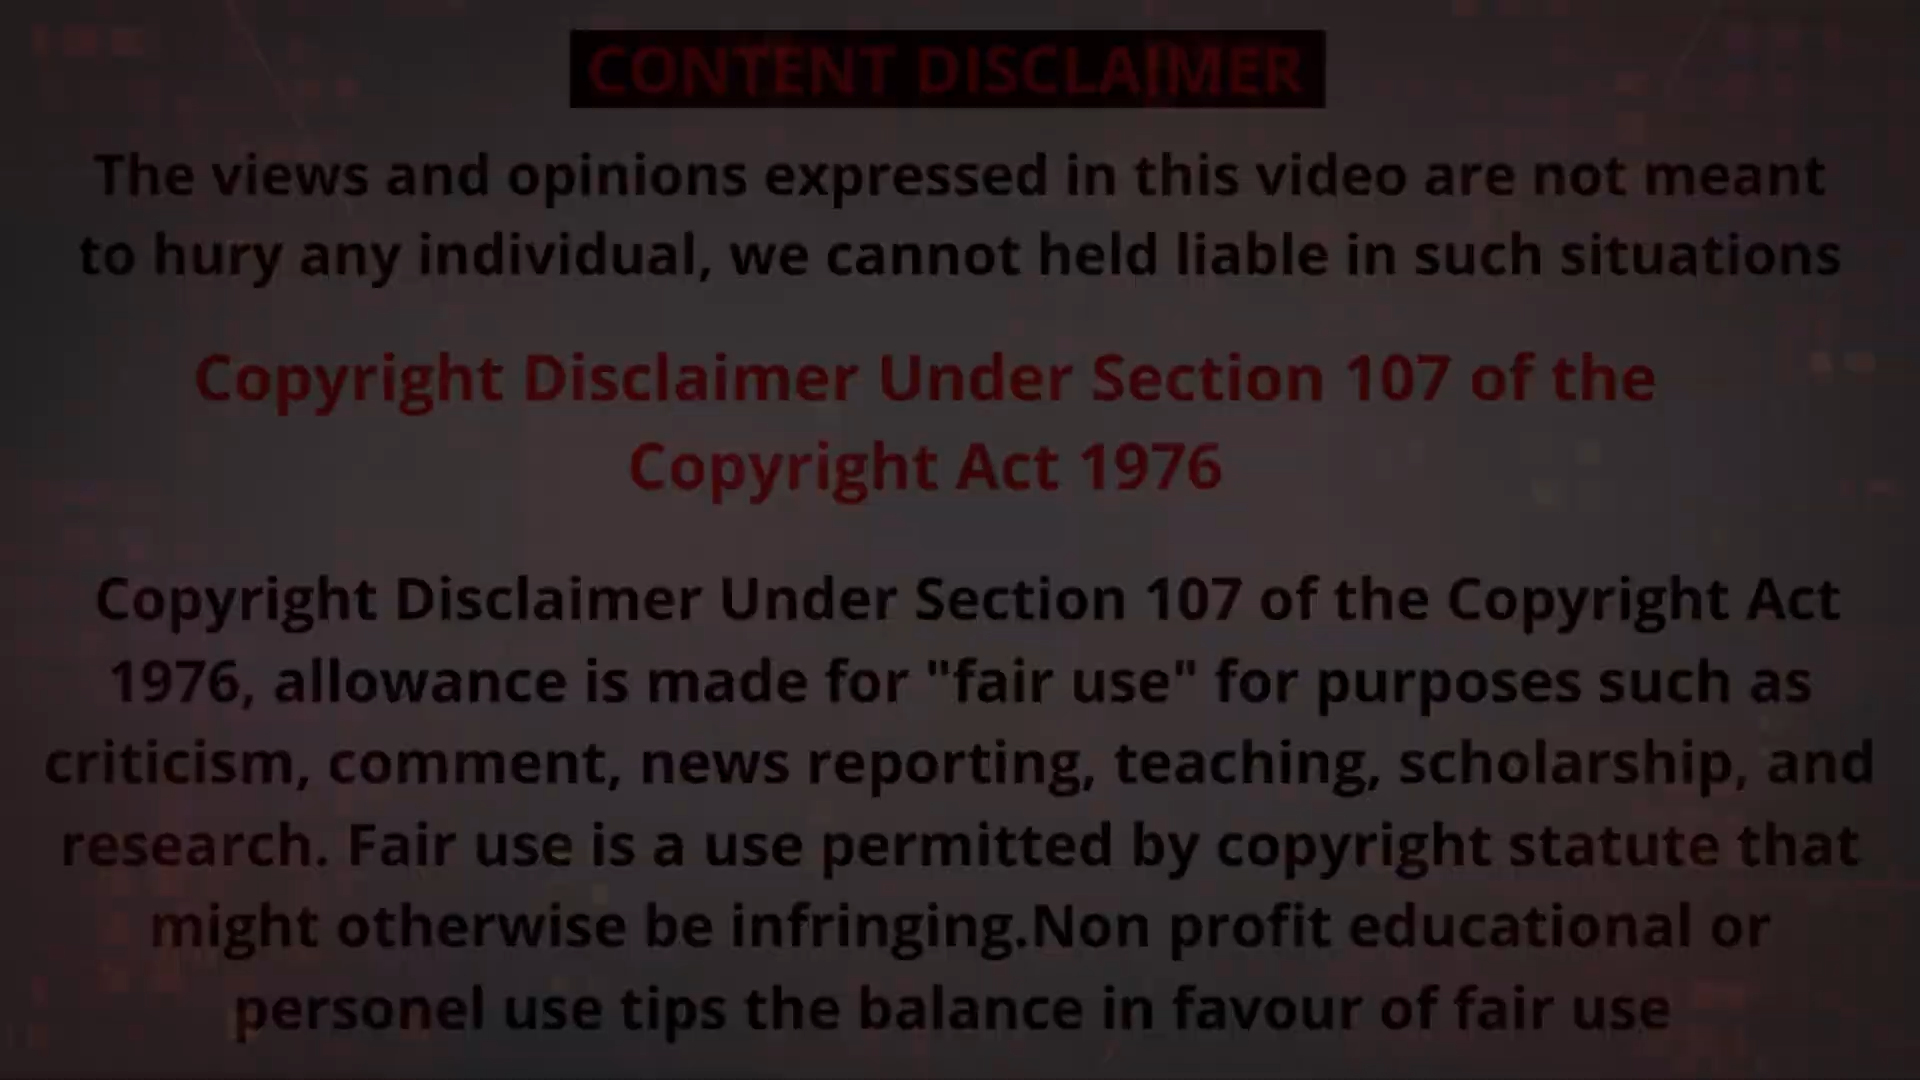 CONTENT DISCLAIMER
The views and opinions expressed in this video are not meant
to hury any individual, we cannot held liable in such situations
Copyright Disclaimer Under Section 107 of the
Copyright Act 1976
Copyright Disclaimer Under Section 107 of the Copyright Act
1976, allowance is made for "fair use" for purposes such as
criticism, comment, news reporting, teaching, scholarship, and
research. Fair use is a use permitted by copyright statute that
might otherwise be infringing.Non profit educational or
personel use tips the balance in favour of fair use